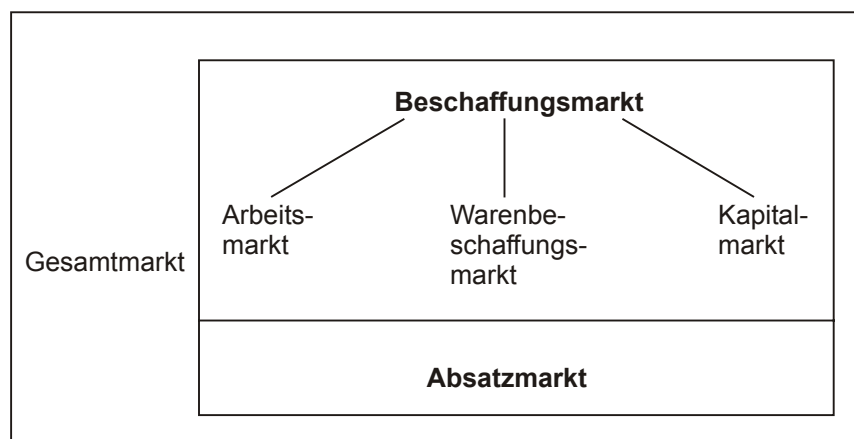 Beschaffungsmarkt
Arbeits-
markt
Warenbe-
schaffungs-
markt
Kapital-
markt
Gesamtmarkt
Absatzmarkt